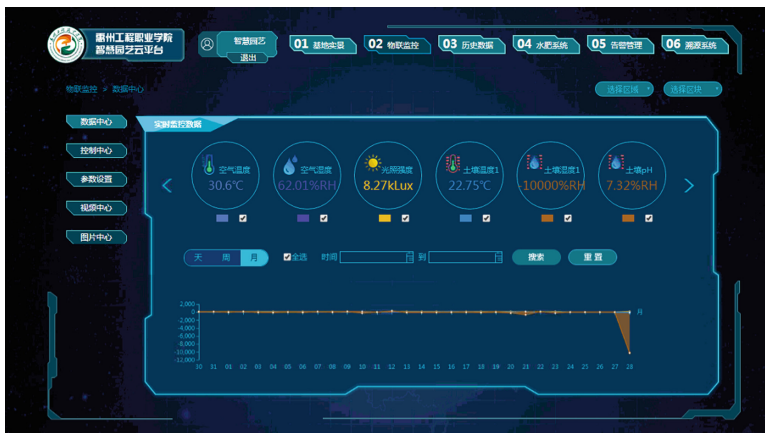 惠州工程职业学院
智慧园艺云平台
智慧园艺
退出
01 基地实景
02 物联监控
03 历史数据
04 水肥系统
05 告警管理
06 溯源系统
物联监控 > 数据中心
选择区域
选择区块
数据中心
控制中心
参数设置
视频中心
图片中心
实时监控数据
空气温度
30.6℃
空气湿度
62.01%RH
光照强度
8.27kLux
土壤温度1
22.75℃
土壤湿度1
-10000%RH
土壤pH
7.32%RH
天 周 月
全选
时间
到
搜索
重置
2,000
0
-2,000
-4,000
-6,000
-8,000
-10,000
-12,000
月
30 31 01 02 03 04 05 06 07 08 09 10 11 12 13 14 15 16 17 18 19 20 21 22 23 24 25 26 27 28